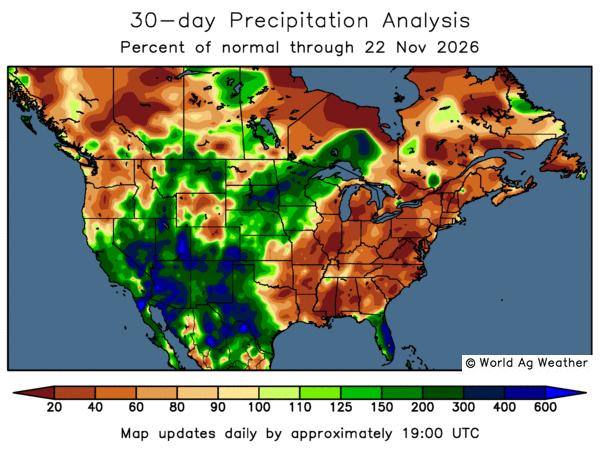 30-day Precipitation Analysis
Percent of normal through 22 Nov 2026
© World Ag Weather
20 40 60 80 90 100 110 125 150 200 300 400 600
Map updates daily by approximately 19:00 UTC